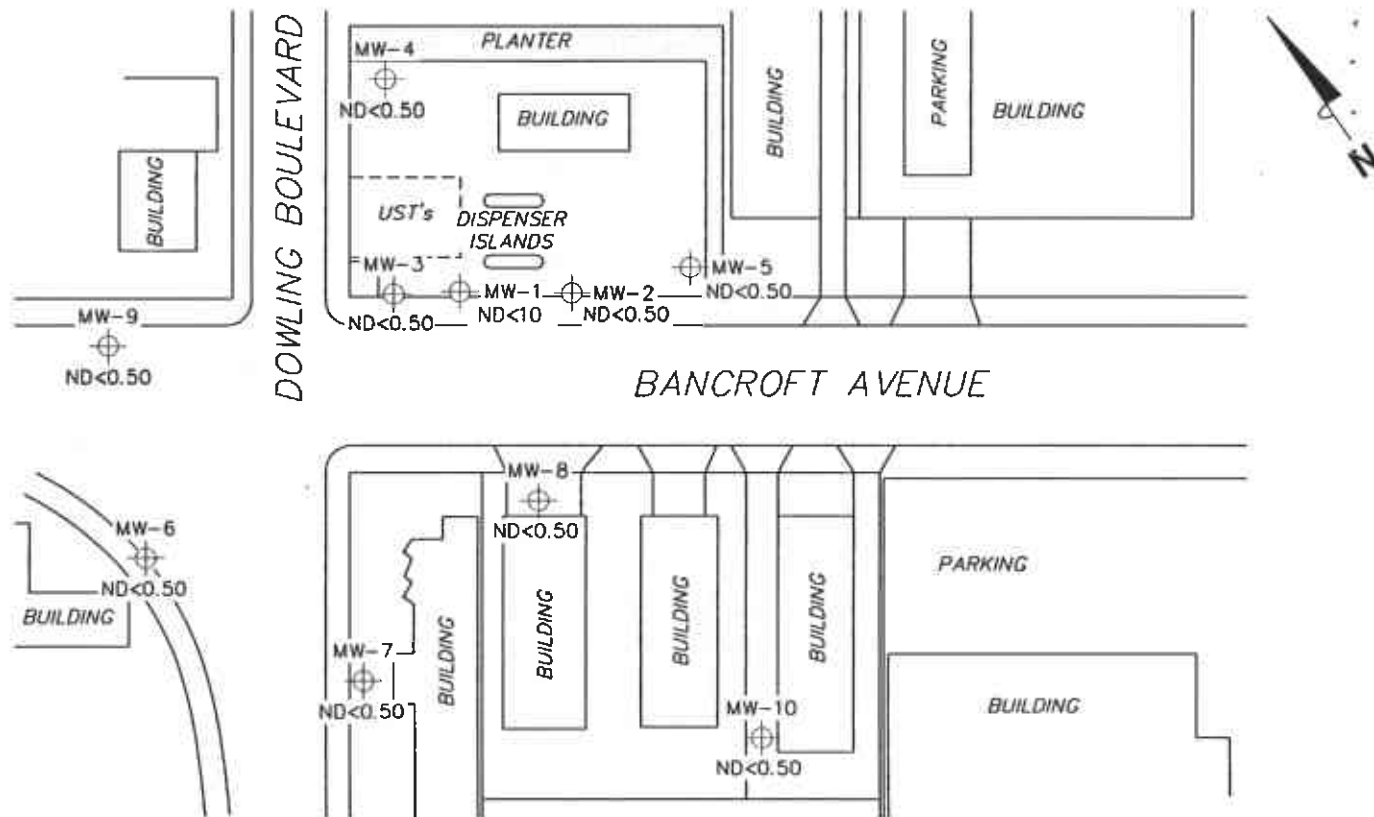 DOWLING BOULEVARD
MW-4
ND<0.50
PLANTER
BUILDING
BUILDING
PARKING
BUILDING
N
BUILDING
UST's
DISPENSER
ISLANDS
MW-3
ND<0.50
MW-1
ND<10
MW-2
ND<0.50
MW-5
ND<0.50
MW-9
ND<0.50
BANCROFT AVENUE
MW-8
ND<0.50
MW-6
ND<0.50
BUILDING
MW-7
ND<0.50
BUILDING
BUILDING
BUILDING
BUILDING
MW-10
ND<0.50
PARKING
BUILDING